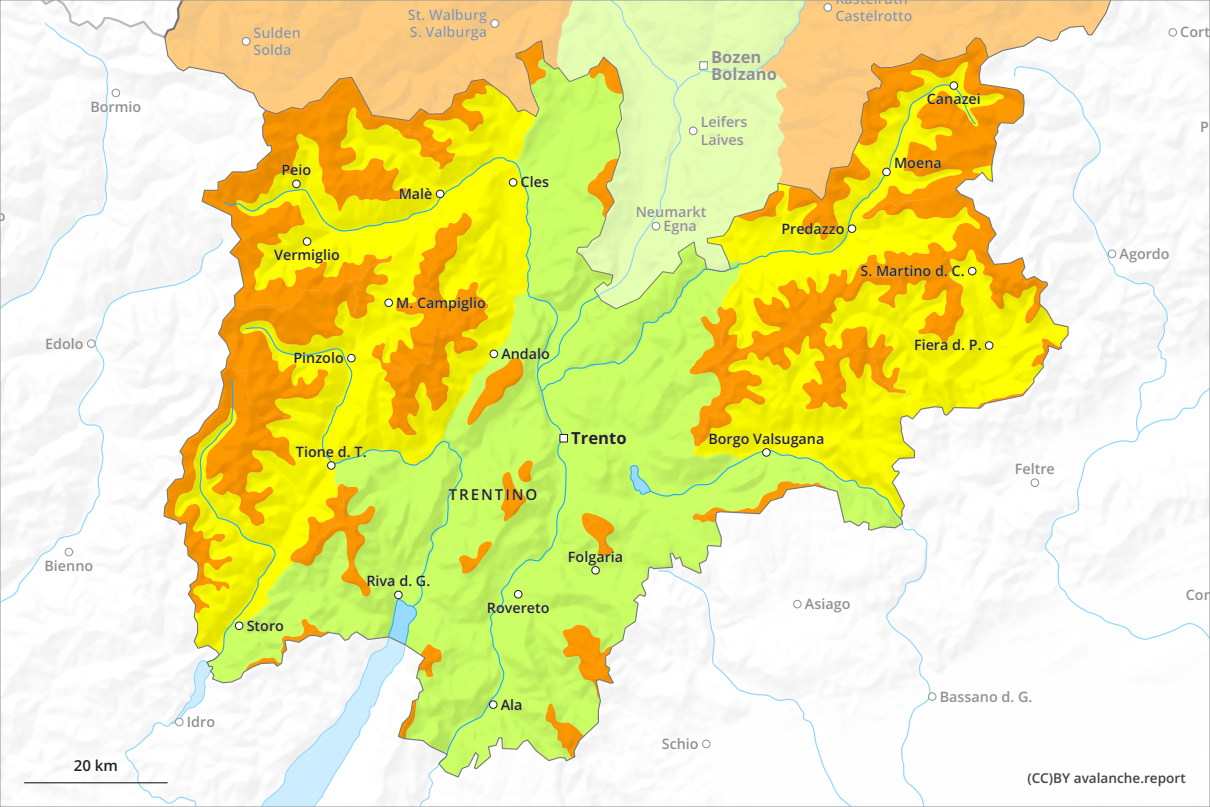 Kastelruth
Castelrotto
St. Walburg
S. Valburga
Sulden
Solda
Cort
Bozen
Bolzano
Bormio
Canazei
Leifers
Laives
P
Moena
Peio
Cles
Malè
Neumarkt
Egna
Predazzo
Vermiglio
Agordo
S. Martino d. C.
M. Campiglio
Edolo
Pinzolo
Andalo
Fiera d. P.
Trento
Borgo Valsugana
Tione d. T.
Feltre
TRENTINO
Bienno
Folgaria
Riva d. G.
Cor
Rovereto
Asiago
Storo
Bassano d. G.
Ala
Idro
Schio
20 km
(CC)BY avalanche.report